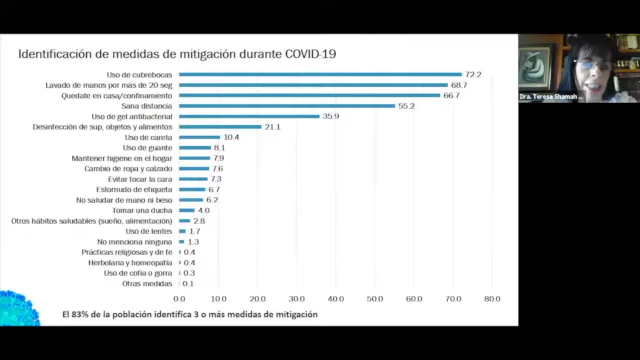 Identificación de medidas de mitigación durante COVID-19
Dra. Teresa Shamah
Uso de cubrebocas 72.2
Lavado de manos por más de 20 seg 68.7
Quedate en casa/confinamiento 66.7
Sana distancia 55.2
Uso de gel antibacterial 35.9
Desinfección de sup, objetos y alimentos 21.1
Uso de careta 10.4
Uso de guante 8.1
Mantener higiene en el hogar 7.9
Cambio de ropa y calzado 7.6
Evitar tocar la cara 7.3
Estornudo de etiqueta 6.7
No saludar de mano ni beso 6.2
Tomar una ducha 4.0
Otros hábitos saludables (sueño, alimentación) 2.8
Uso de lentes 1.7
No menciona ninguna 1.3
Prácticas religiosas y de fe 0.4
Herbolaria y homeopatía 0.4
Uso de cofia o gorra 0.3
Otras medidas 0.1
0.0 10.0 20.0 30.0 40.0 50.0 60.0 70.0 80.0
El 83% de la población identifica 3 o más medidas de mitigación